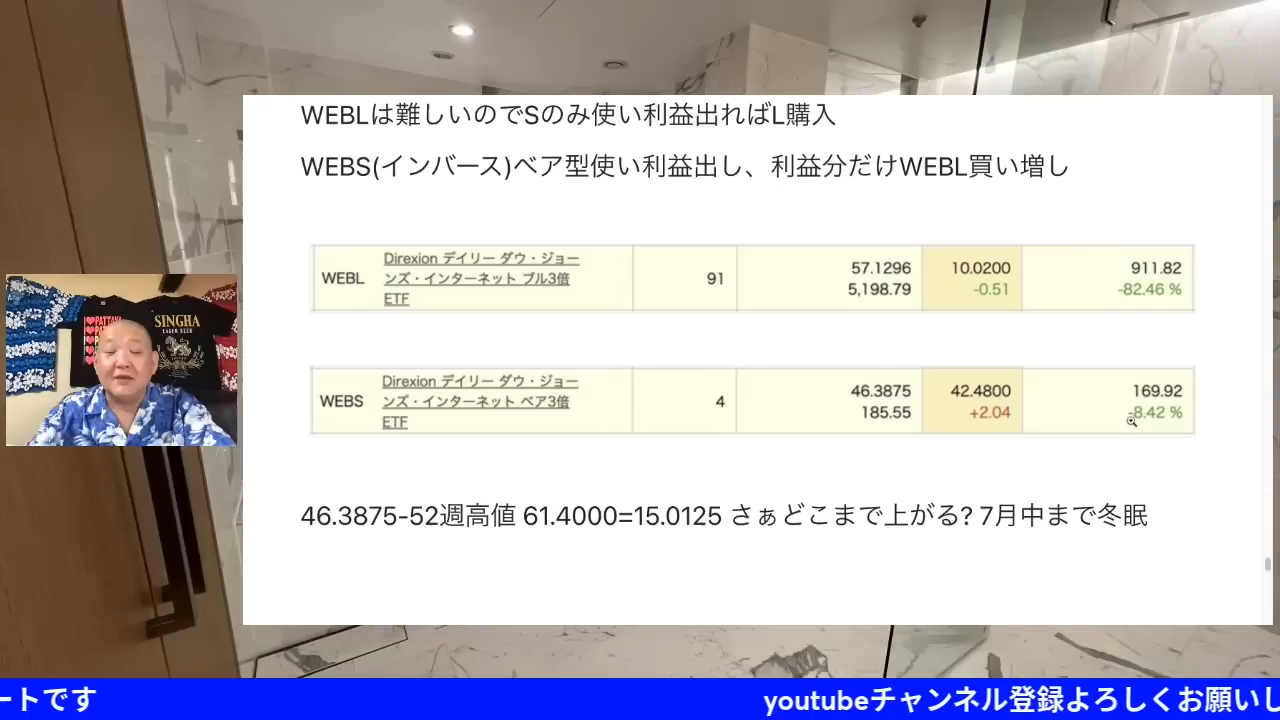 WEBLは難しいのでSのみ使い利益出ればL購入
WEBS(インバース)ベア型使い利益出し、利益分だけWEBL買い増し
WEBL
Direxion デイリー ダウ・ジョー
ンズ・インターネット ブル3倍
ETF
91
57.1296
5,198.79
10.0200
-0.51
911.82
-82.46 %
WEBS
Direxion デイリー ダウ・ジョー
ンズ・インターネット ベア3倍
ETF
4
46.3875
185.55
42.4800
+2.04
169.92
-8.42 %
SINGHA
LAGER BEER
46.3875-52週高値 61.4000=15.0125 さぁどこまで上がる? 7月中まで冬眠
ートです
youtubeチャンネル登録よろしくお願いし